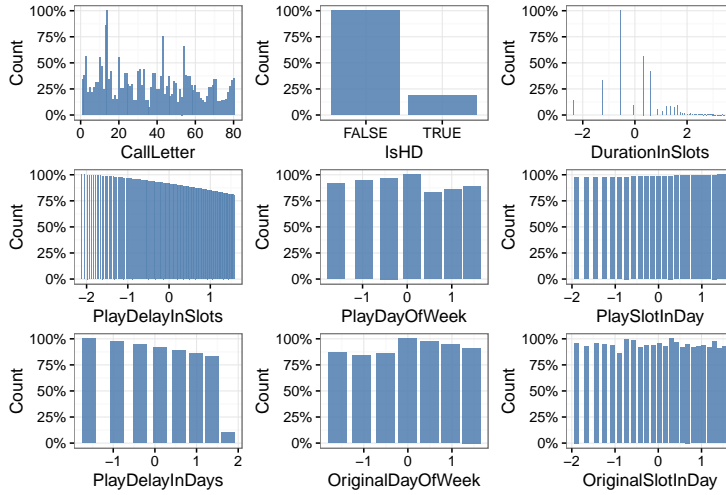 100% 100% 100%
75% 75% 75%
Count 50% Count 50% Count 50%
25% 25% 25%
0% 0% 0%
0 20 40 60 80 FALSE TRUE −2 0 2
CallLetter IsHD DurationInSlots
100% 100% 100%
75% 75% 75%
Count 50% Count 50% Count 50%
25% 25% 25%
0% 0% 0%
−2 −1 0 1 −1 0 1 −2 −1 0 1
PlayDelayInSlots PlayDayOfWeek PlaySlotInDay
100% 100% 100%
75% 75% 75%
Count 50% Count 50% Count 50%
25% 25% 25%
0% 0% 0%
−1 0 1 2 −1 0 1 −2 −1 0 1
PlayDelayInDays OriginalDayOfWeek OriginalSlotInDay